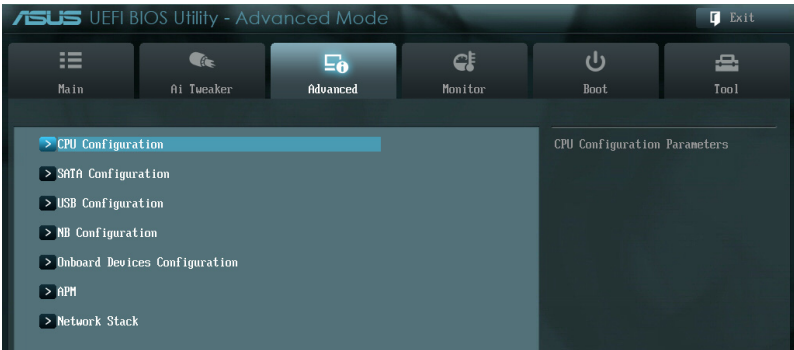 ASUS UEFI BIOS Utility - Advanced Mode
Exit
Main
Ai Tweaker
Advanced
Monitor
Boot
Tool
> CPU Configuration
> SATA Configuration
> USB Configuration
> NB Configuration
> Onboard Devices Configuration
> APM
> Network Stack
CPU Configuration Parameters